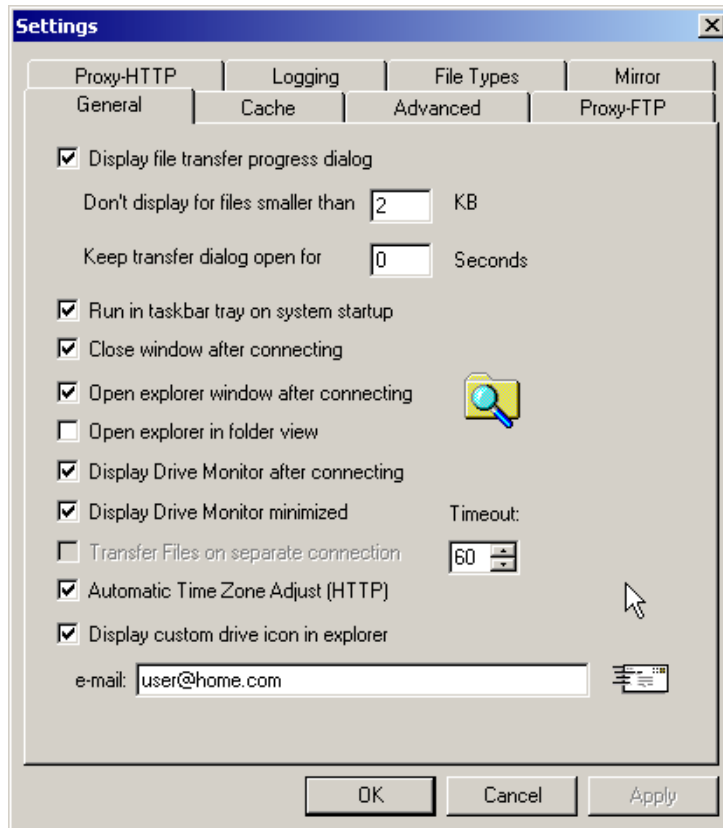 Settings
Proxy-HTTP Logging File Types Mirror
General Cache Advanced Proxy-FTP
Display file transfer progress dialog
Don't display for files smaller than 2 KB
Keep transfer dialog open for 0 Seconds
Run in taskbar tray on system startup
Close window after connecting
Open explorer window after connecting
Open explorer in folder view
Display Drive Monitor after connecting
Display Drive Monitor minimized Timeout:
Transfer Files on separate connection 60
Automatic Time Zone Adjust (HTTP)
Display custom drive icon in explorer
e-mail: user@home.com
OK Cancel Apply